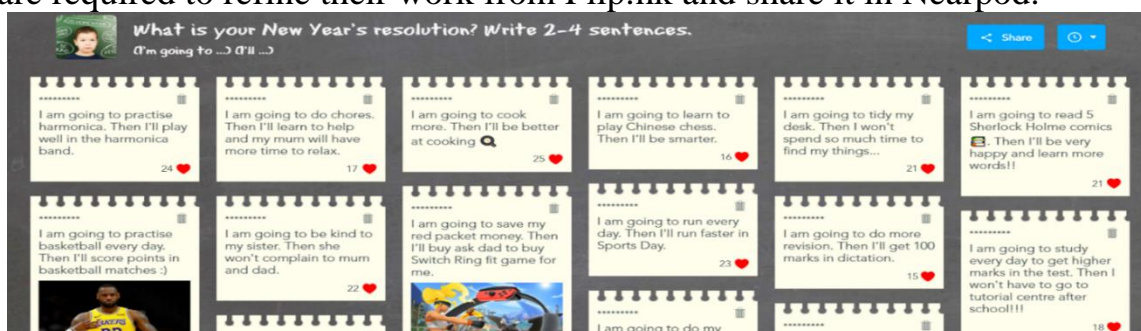 are required to refine their work from Flip.lik and share it in Nearpod.
What is your New Year's resolution? Write 2-4 sentences.
(I'm going to ...) (I'll ...)
Share
I am going to practise
harmonica. Then I'll play
well in the harmonica
band.
24
I am going to do chores.
Then I'll learn to help
and my mum will have
more time to relax.
17
I am going to cook
more. Then I'll be better
at cooking
25
I am going to learn to
play Chinese chess.
Then I'll be smarter.
16
I am going to tidy my
desk. Then I won't
spend so much time to
find my things...
21
I am going to read 5
Sherlock Holme comics
. Then I'll be very
happy and learn more
words!!
21
I am going to practise
basketball every day.
Then I'll score points in
basketball matches :)
I am going to be kind to
my sister. Then she
won't complain to mum
and dad.
22
I am going to save my
red packet money. Then
I'll buy ask dad to buy
Switch Ring fit game for
me.
I am going to run every
day. Then I'll run faster in
Sports Day.
23
I am going to do more
revision. Then I'll get 100
marks in dictation.
15
I am going to study
every day to get higher
marks in the test. Then I
won't have to go to
tutorial centre after
school!!!
18
I am going to do my